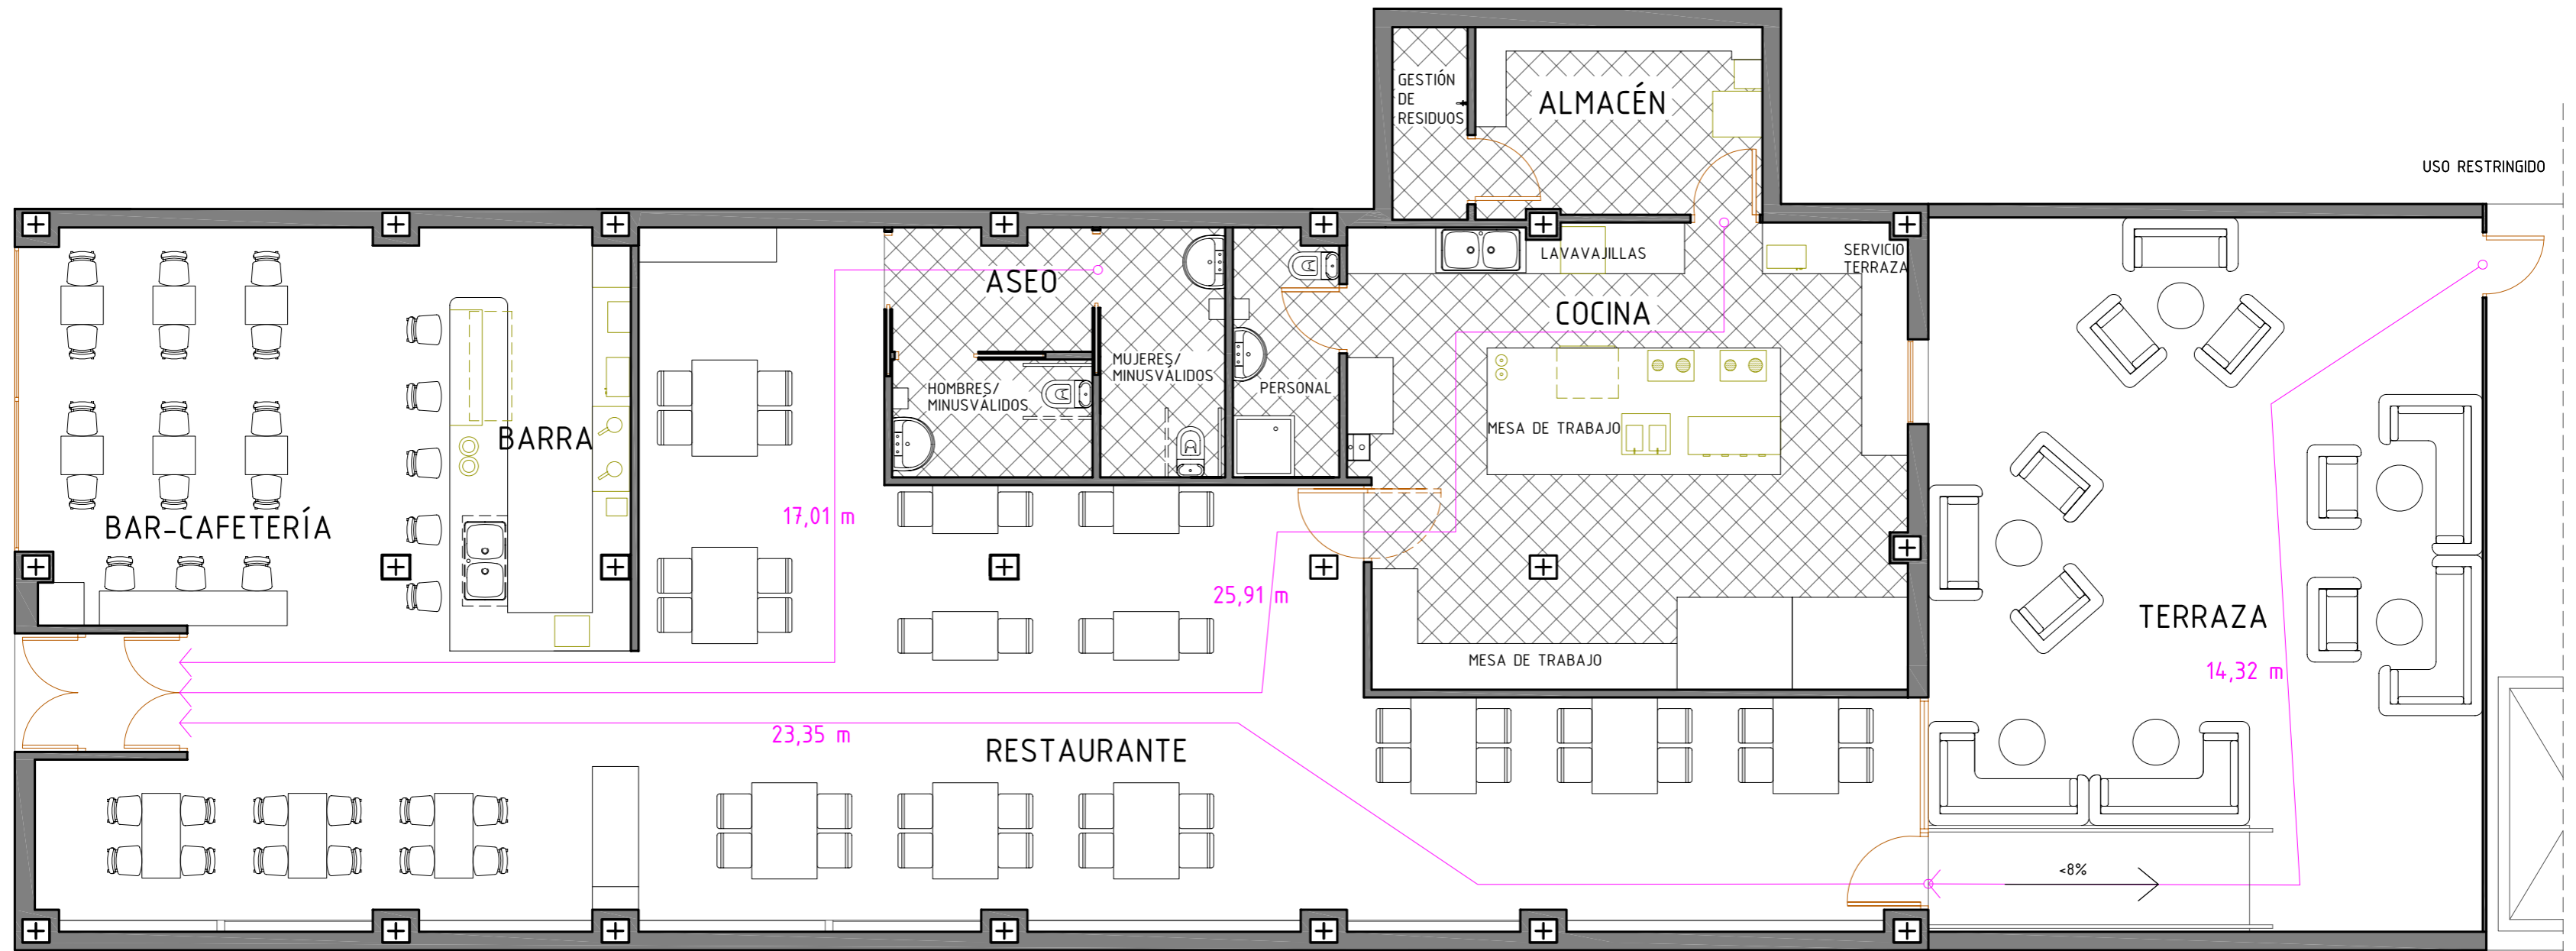 GESTIÓN
DE
RESIDUOS
ALMACÉN
USO RESTRINGIDO
SERVICIO
TERRAZA
LAVAVAJILLAS
ASEO
COCINA
MUJERES/
MINUSVÁLIDOS
HOMBRES/
MINUSVÁLIDOS
PERSONAL
MESA DE TRABAJO
BARRA
BAR-CAFETERÍA
17,01 m
25,91 m
TERRAZA
MESA DE TRABAJO
14,32 m
23,35 m
RESTAURANTE
<8%